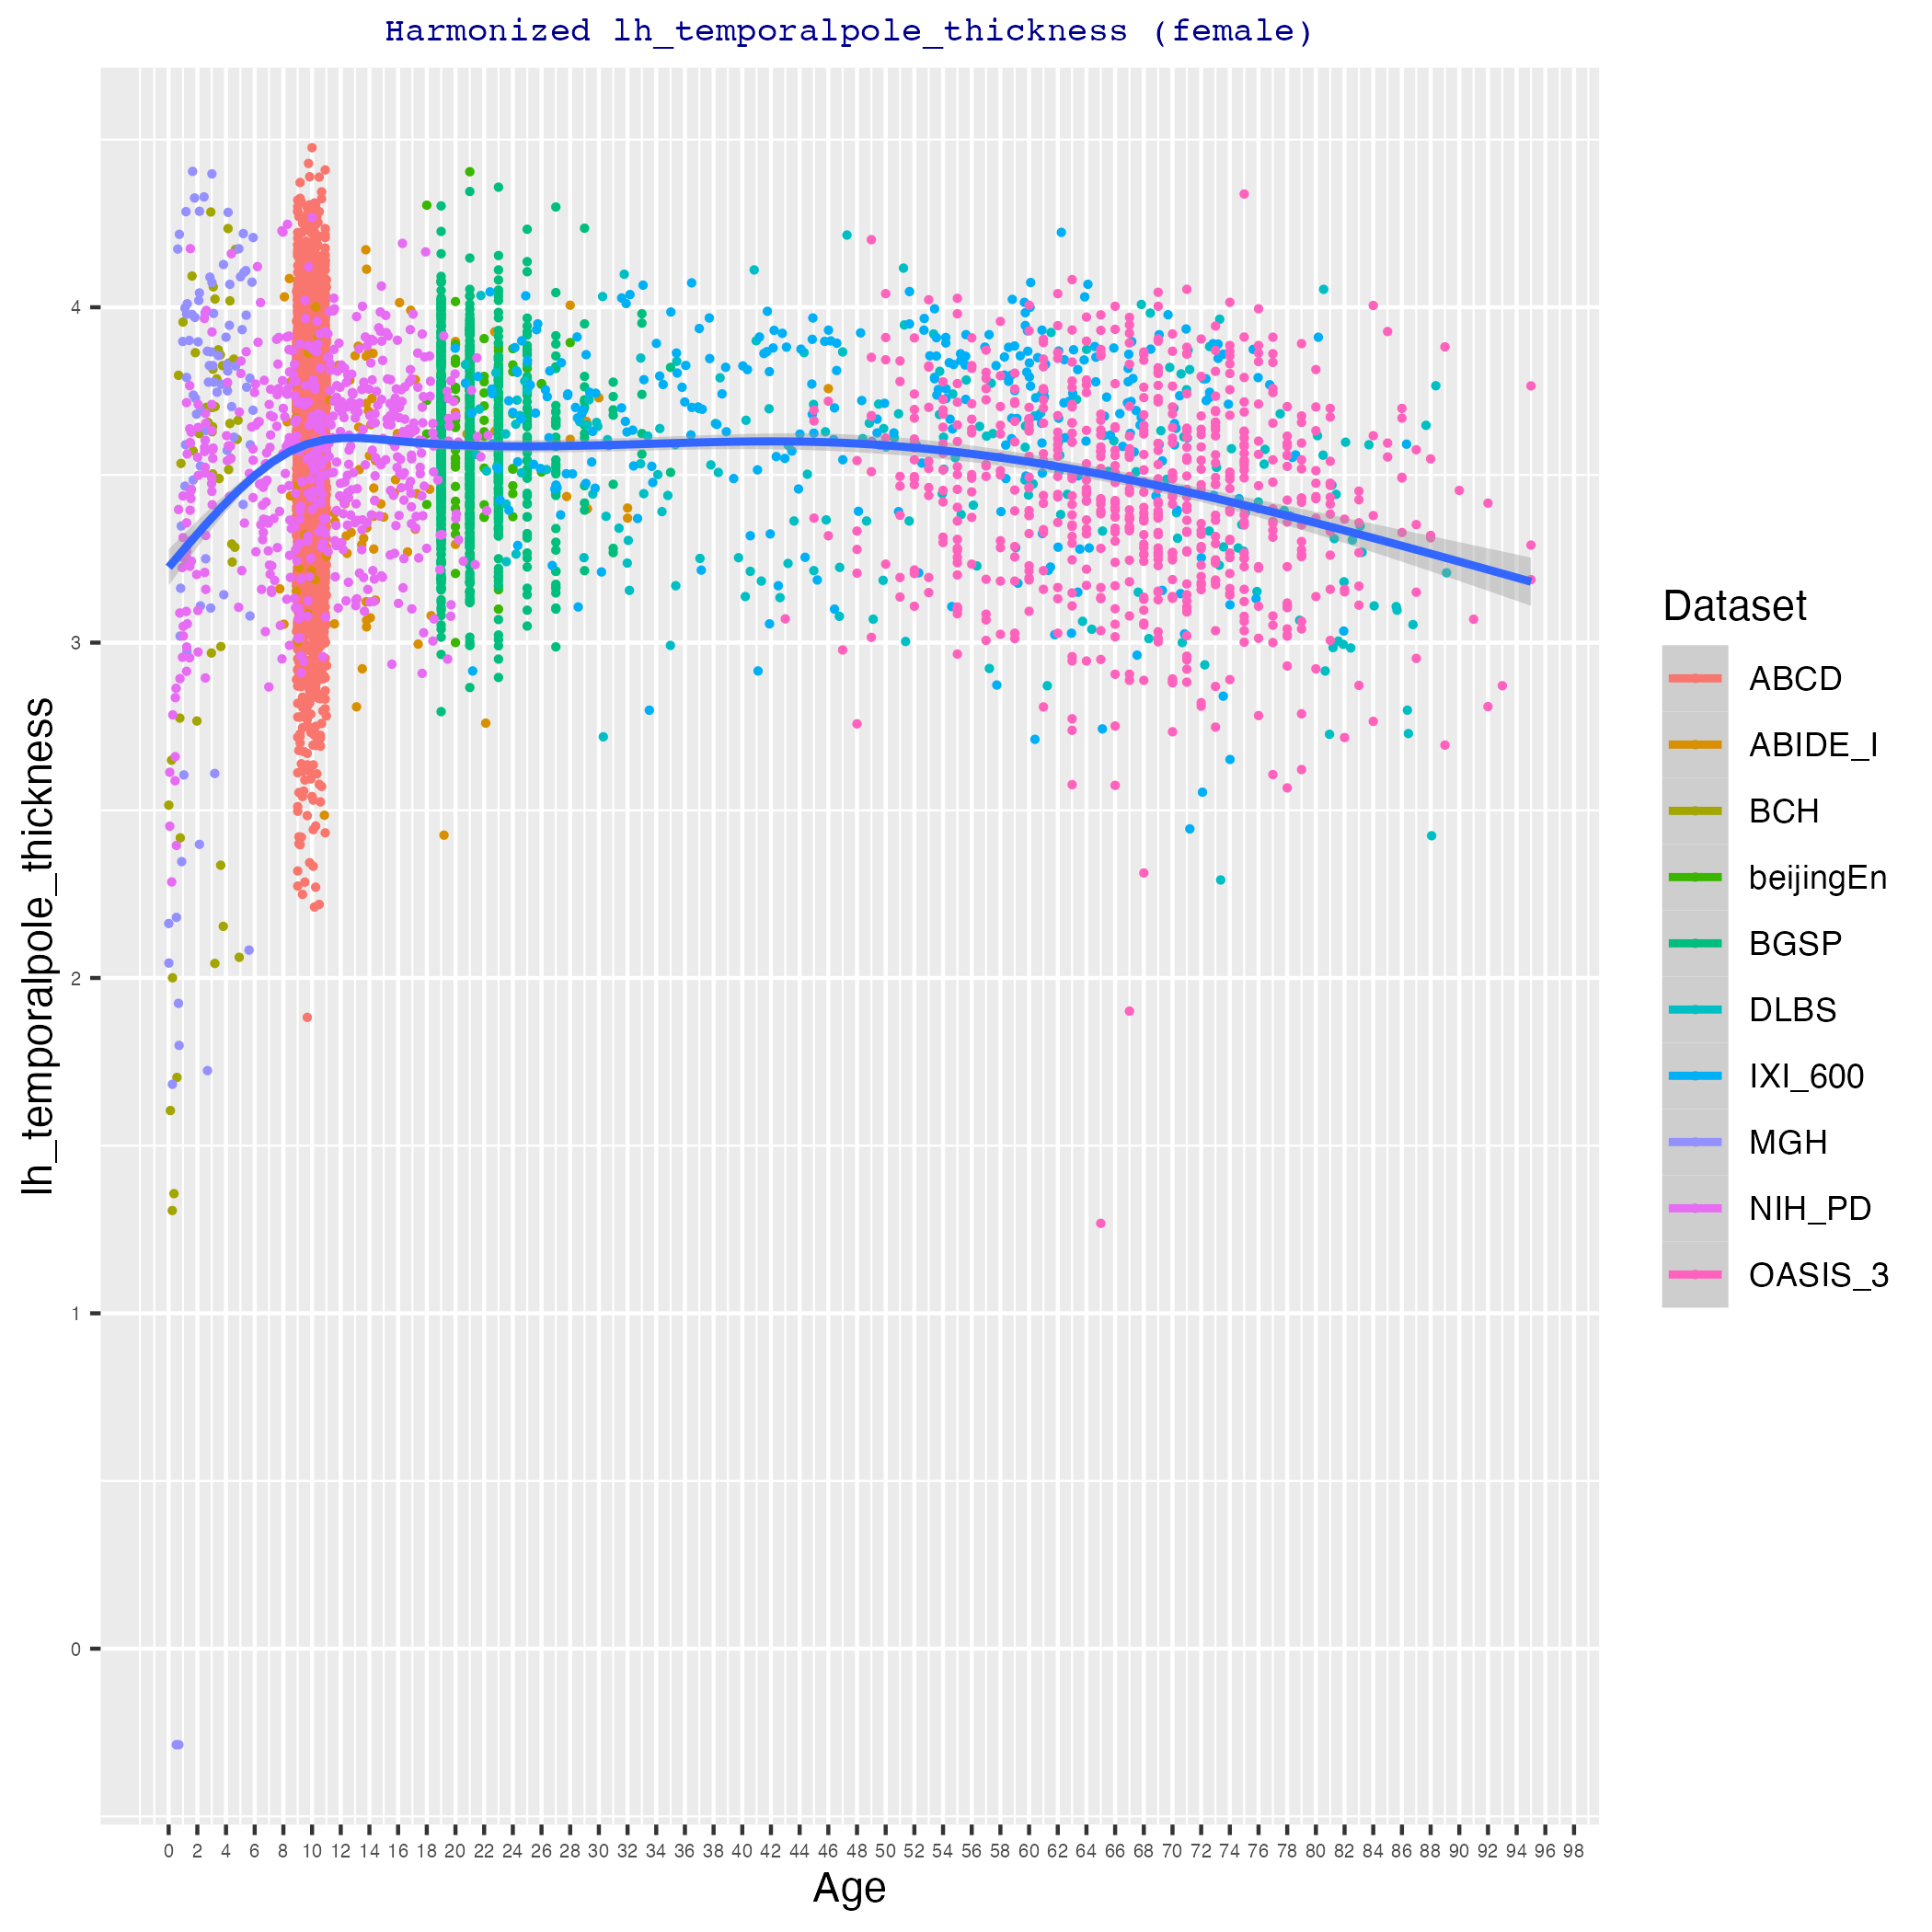 Harmonized lh_temporalpole_thickness (female)
lh_temporalpole_thickness
4
3
2
1
0
0 2 4 6 8 10 12 14 16 18 20 22 24 26 28 30 32 34 36 38 40 42 44 46 48 50 52 54 56 58 60 62 64 66 68 70 72 74 76 78 80 82 84 86 88 90 92 94 96 98
Age
Dataset
ABCD
ABIDE_I
BCH
beijingEn
BGSP
DLBS
IXI_600
MGH
NIH_PD
OASIS_3